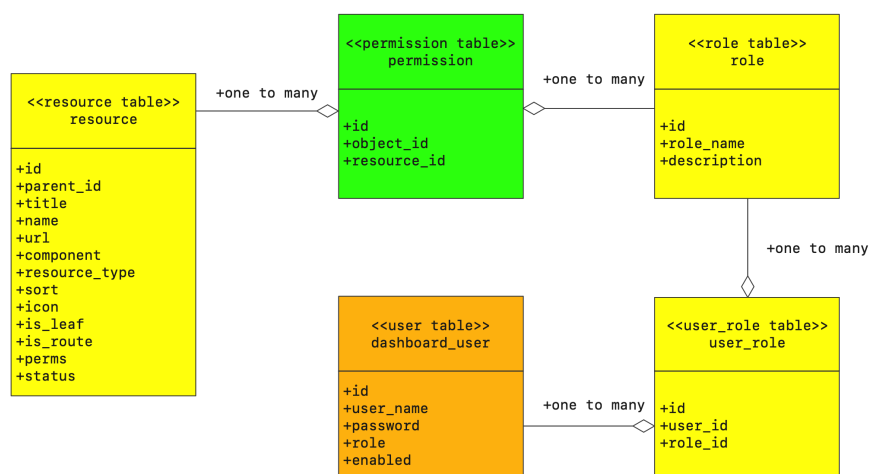 <<resource table>>
resource
+id
+parent_id
+title
+name
+url
+component
+resource_type
+sort
+icon
+is_leaf
+is_route
+perms
+status
+one to many
<<permission table>>
permission
+id
+object_id
+resource_id
+one to many
<<role table>>
role
+id
+role_name
+description
+one to many
<<user table>>
dashboard_user
+id
+user_name
+password
+role
+enabled
+one to many
<<user_role table>>
user_role
+id
+user_id
+role_id